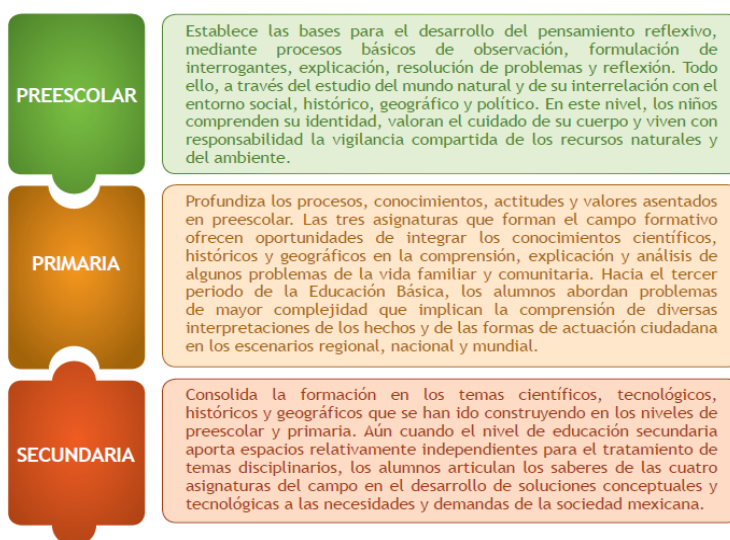 PREESCOLAR
Establece las bases para el desarrollo del pensamiento reflexivo,
mediante procesos básicos de observación, formulación de
interrogantes, explicación, resolución de problemas y reflexión. Todo
ello, a través del estudio del mundo natural y de su interrelación con el
entorno social, histórico, geográfico y político. En este nivel, los niños
comprenden su identidad, valoran el cuidado de su cuerpo y viven con
responsabilidad la vigilancia compartida de los recursos naturales y
del ambiente.
PRIMARIA
Profundiza los procesos, conocimientos, actitudes y valores asentados
en preescolar. Las tres asignaturas que forman el campo formativo
ofrecen oportunidades de integrar los conocimientos científicos,
históricos y geográficos en la comprensión, explicación y análisis de
algunos problemas de la vida familiar y comunitaria. Hacia el tercer
periodo de la Educación Básica, los alumnos abordan problemas
de mayor complejidad que implican la comprensión de diversas
interpretaciones de los hechos y de las formas de actuación ciudadana
en los escenarios regional, nacional y mundial.
SECUNDARIA
Consolida la formación en los temas científicos, tecnológicos,
históricos y geográficos que se han ido construyendo en los niveles de
preescolar y primaria. Aún cuando el nivel de educación secundaria
aporta espacios relativamente independientes para el tratamiento de
temas disciplinarios, los alumnos articulan los saberes de las cuatro
asignaturas del campo en el desarrollo de soluciones conceptuales y
tecnológicas a las necesidades y demandas de la sociedad mexicana.